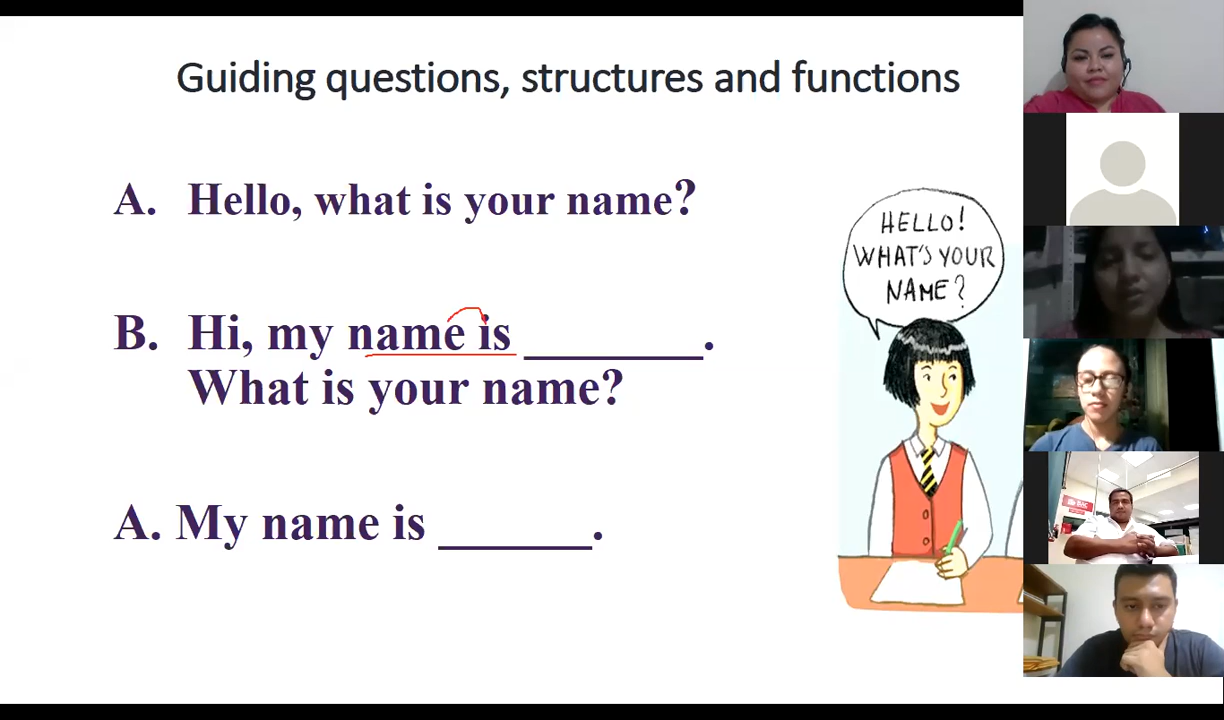 Guiding questions, structures and functions
A. Hello, what is your name?
B. Hi, my name is ________.
What is your name?
A. My name is ______.
HELLO!
WHAT'S YOUR
NAME?